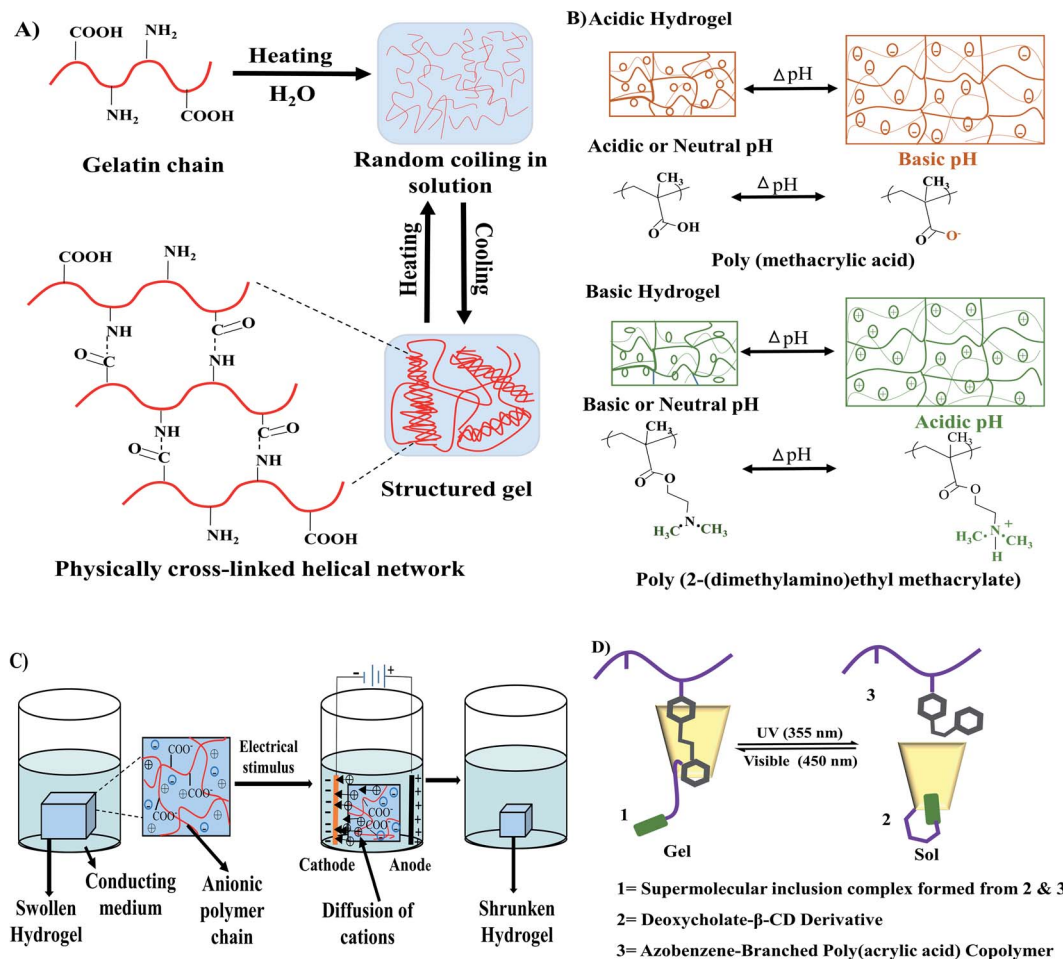 A)
COOH
NH2
NH2
COOH
Gelatin chain
Heating
H2O
Random coiling in
solution
Heating
Cooling
Structured gel
COOH
NH2
NH
C
O
C
O
NH
NH
C
O
C
O
NH
NH2
COOH
Physically cross-linked helical network
B)
Acidic Hydrogel
Δ pH
Acidic or Neutral pH
Basic pH
CH3
O
OH
Δ pH
CH3
O
O-
Poly (methacrylic acid)
Basic Hydrogel
Δ pH
Basic or Neutral pH
Acidic pH
CH3
O
O
N
H3C
CH3
Δ pH
CH3
O
O
N+
H3C
CH3
H
Poly (2-(dimethylamino)ethyl methacrylate)
C)
Swollen
Hydrogel
Conducting
medium
COO-
COO-
COO-
Anionic
polymer
chain
Electrical
stimulus
- +
COO-
COO-
Cathode
Anode
Diffusion of
cations
Shrunken
Hydrogel
D)
1
Gel
UV (355 nm)
Visible (450 nm)
3
2
Sol
1= Supermolecular inclusion complex formed from 2 & 3
2= Deoxycholate-β-CD Derivative
3= Azobenzene-Branched Poly(acrylic acid) Copolymer